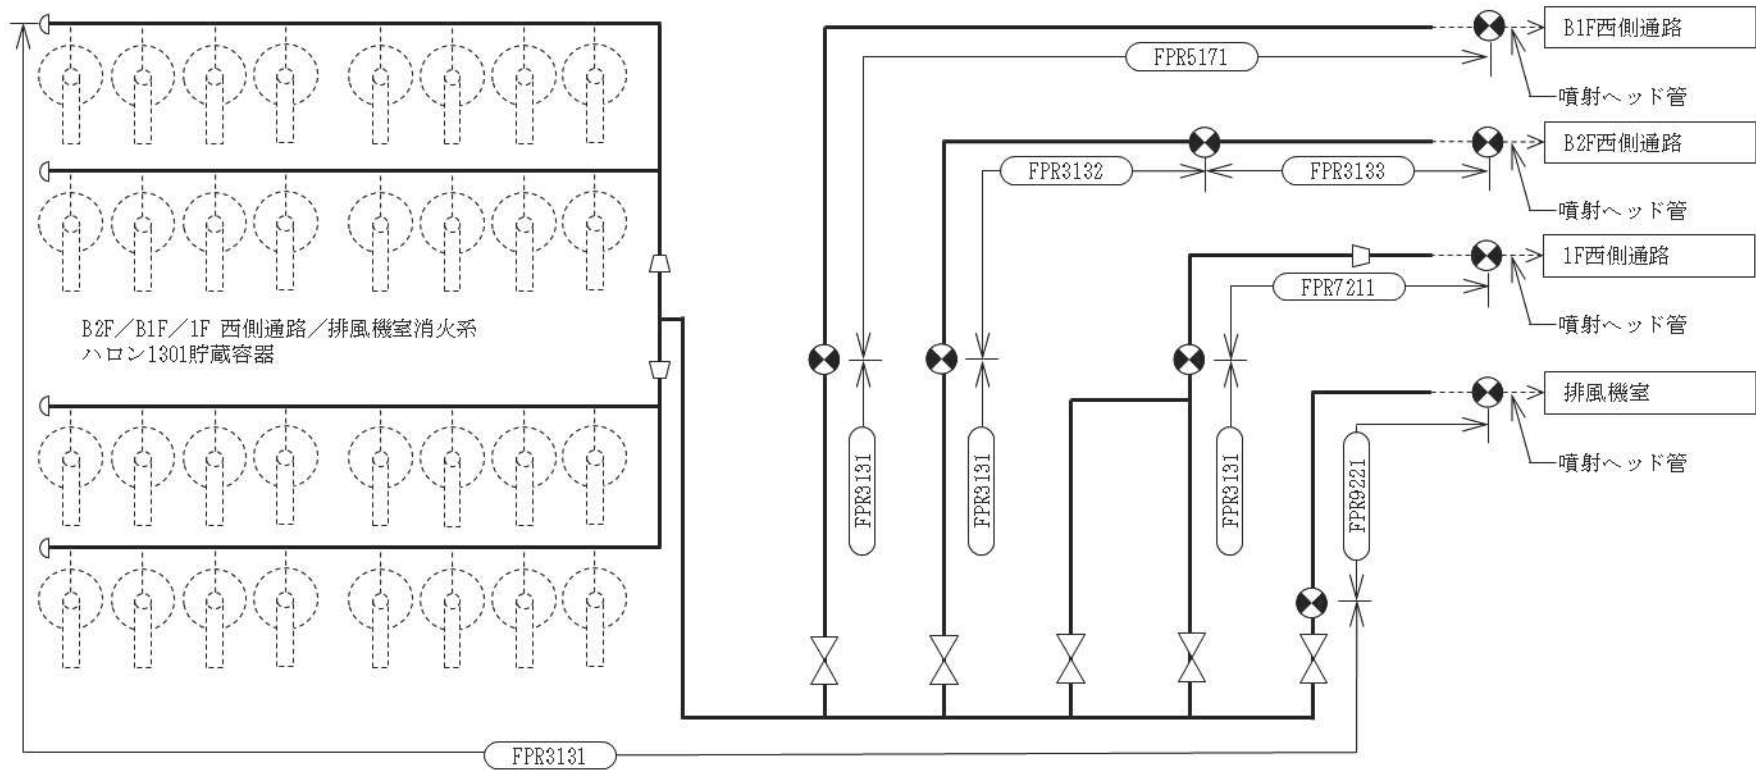 B1F西側通路
FPR5171
噴射ヘッド管
B2F西側通路
FPR3132
FPR3133
噴射ヘッド管
1F西側通路
FPR7211
噴射ヘッド管
B2F／B1F／1F 西側通路／排風機室消火系
ハロン1301貯蔵容器
排風機室
FPR3131
FPR3131
FPR3131
FPR9221
噴射ヘッド管
FPR3131